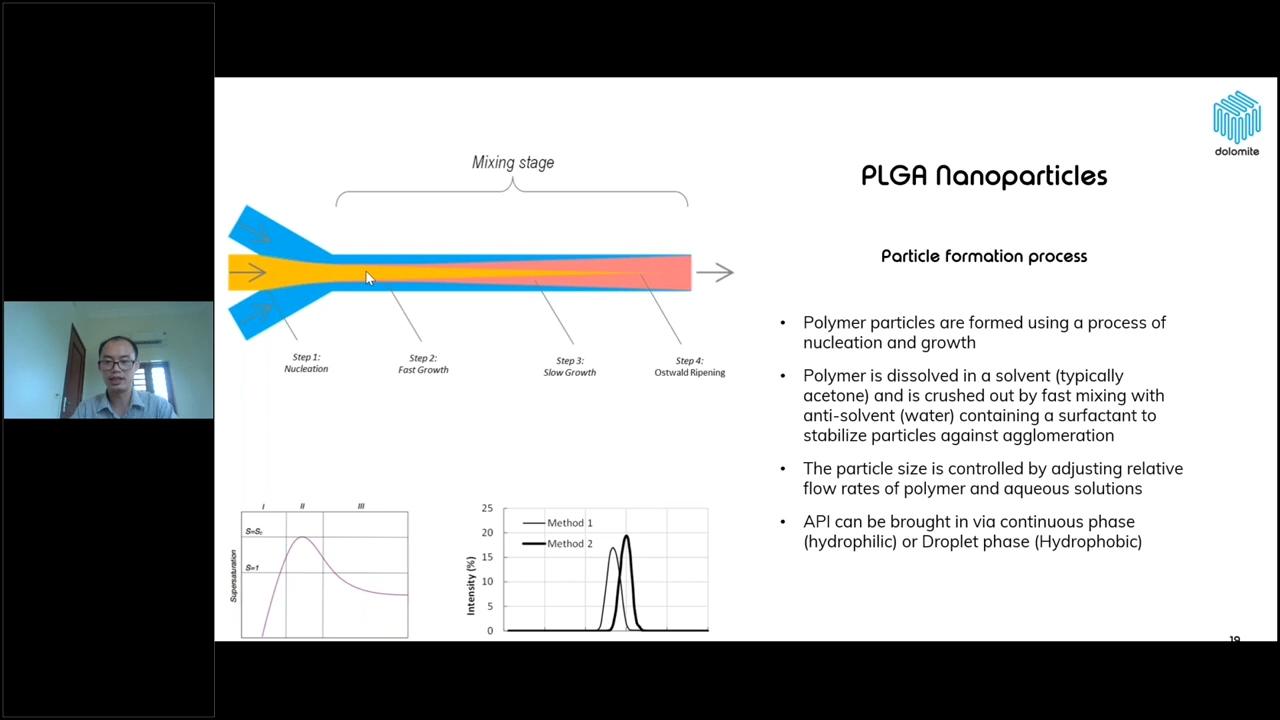 dolomite
PLGA Nanoparticles
Particle formation process
Mixing stage
Step 1:
Nucleation
Step 2:
Fast Growth
Step 3:
Slow Growth
Step 4:
Ostwald Ripening
• Polymer particles are formed using a process of
nucleation and growth
• Polymer is dissolved in a solvent (typically
acetone) and is crushed out by fast mixing with
anti-solvent (water) containing a surfactant to
stabilize particles against agglomeration
• The particle size is controlled by adjusting relative
flow rates of polymer and aqueous solutions
• API can be brought in via continuous phase
(hydrophilic) or Droplet phase (Hydrophobic)
I II III
S=Sc
S=1
Supersaturation
25
20
15
10
5
0
Intensity (%)
Method 1
Method 2
19